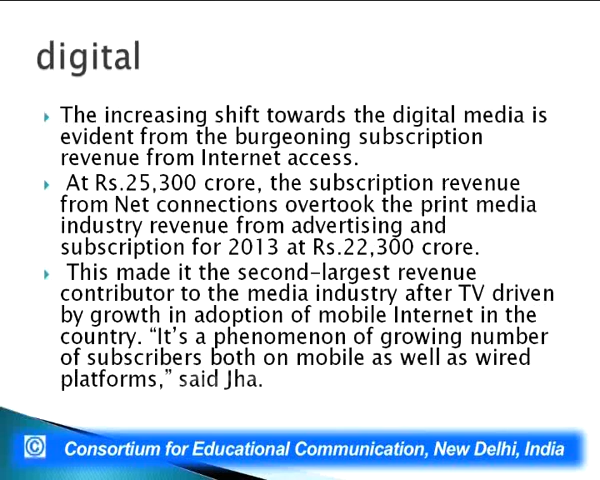 digital
The increasing shift towards the digital media is
evident from the burgeoning subscription
revenue from Internet access.
At Rs.25,300 crore, the subscription revenue
from Net connections overtook the print media
industry revenue from advertising and
subscription for 2013 at Rs.22,300 crore.
This made it the second-largest revenue
contributor to the media industry after TV driven
by growth in adoption of mobile Internet in the
country. “It’s a phenomenon of growing number
of subscribers both on mobile as well as wired
platforms,” said Jha.
© Consortium for Educational Communication, New Delhi, India